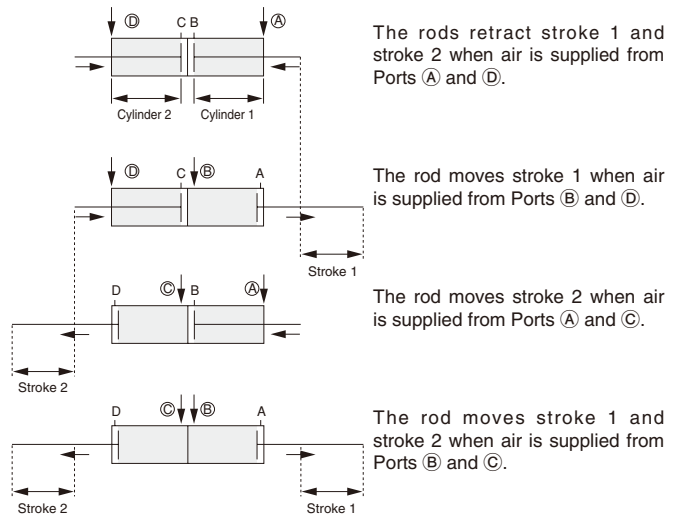 Ⓓ C B Ⓐ
Cylinder 2 Cylinder 1
The rods retract stroke 1 and
stroke 2 when air is supplied from
Ports Ⓐ and Ⓓ.
Ⓓ C Ⓑ A
Stroke 1
The rod moves stroke 1 when air
is supplied from Ports Ⓑ and Ⓓ.
D Ⓒ B Ⓐ
Stroke 2
The rod moves stroke 2 when air
is supplied from Ports Ⓐ and Ⓒ.
D Ⓒ Ⓑ A
Stroke 2 Stroke 1
The rod moves stroke 1 and
stroke 2 when air is supplied from
Ports Ⓑ and Ⓒ.